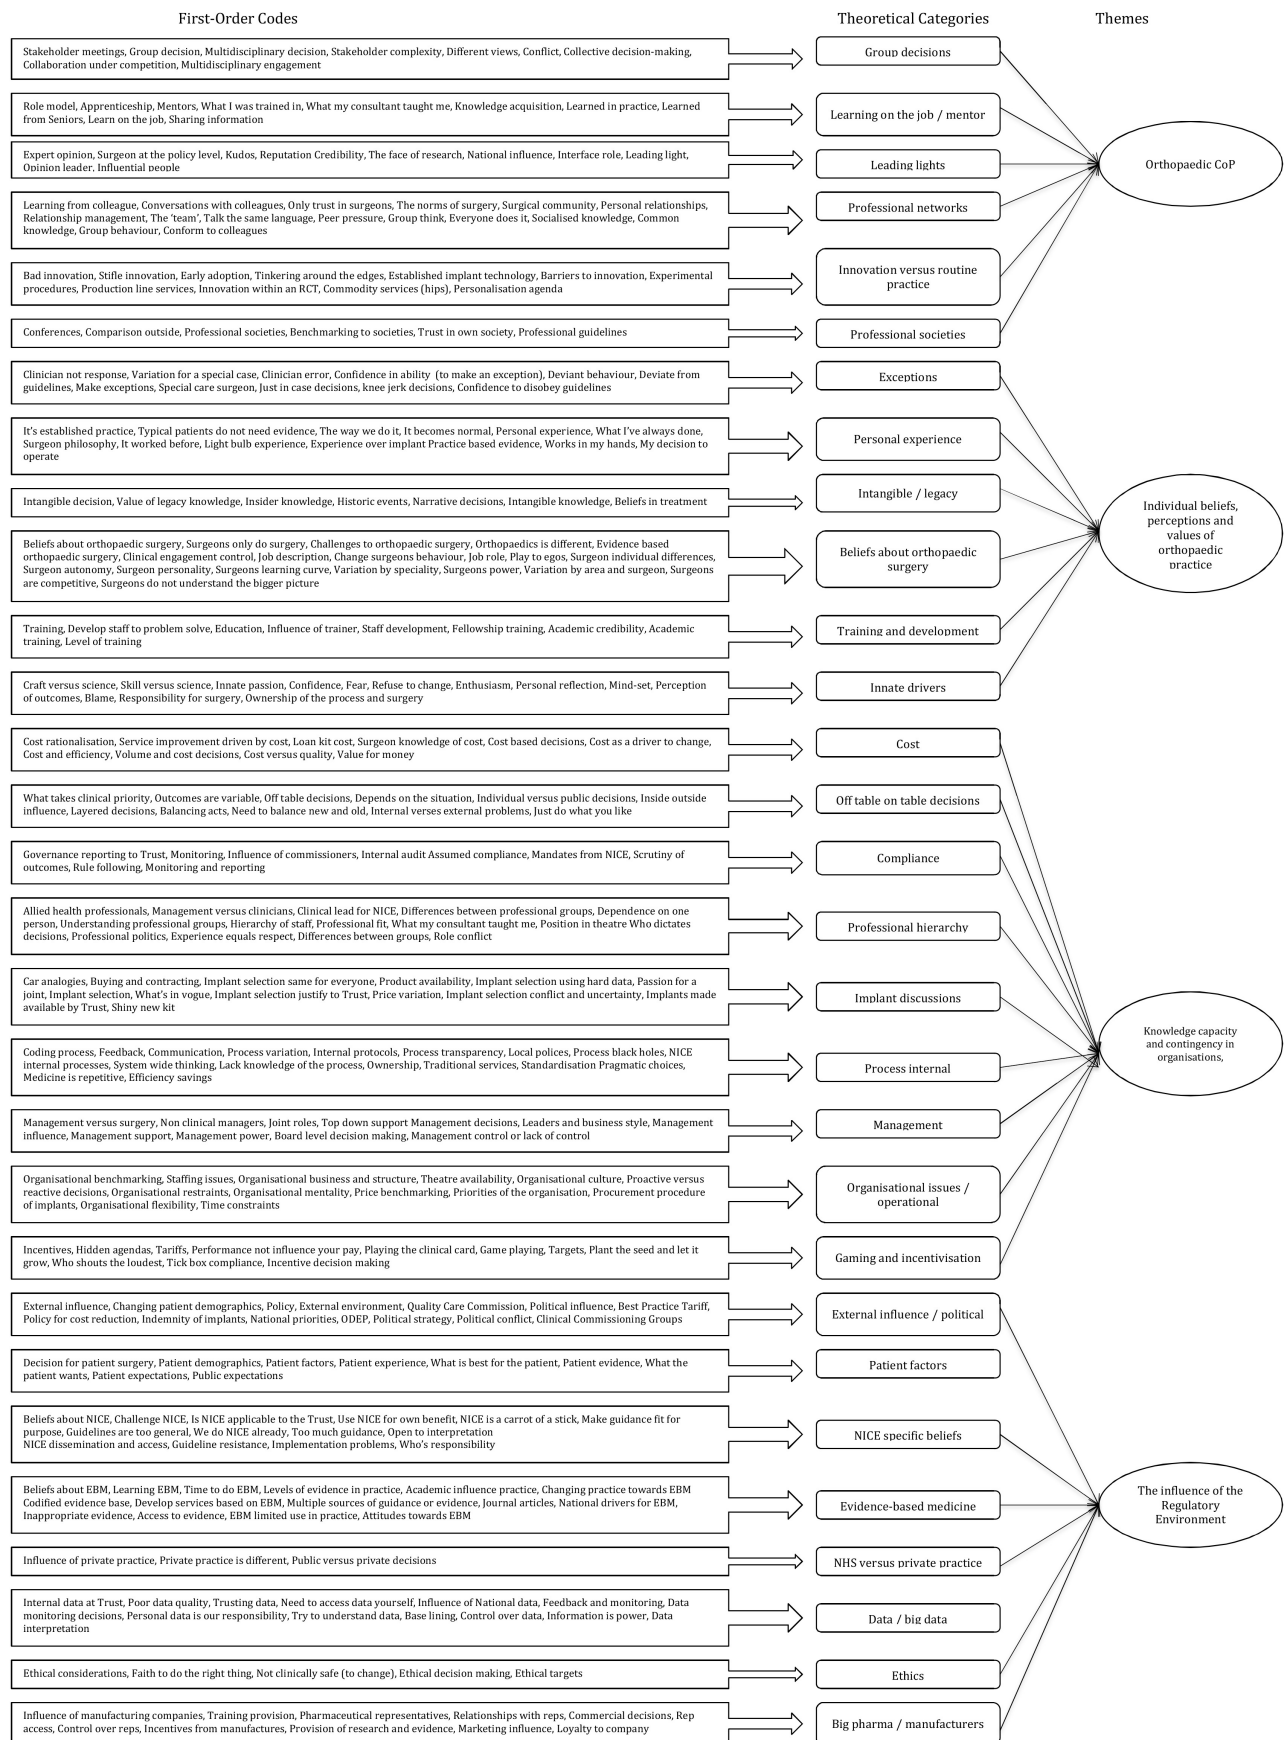 First-Order Codes
Theoretical Categories
Themes
Stakeholder meetings, Group decision, Multidisciplinary decision, Stakeholder complexity, Different views, Conflict, Collective decision-making,
Collaboration under competition, Multidisciplinary engagement
Group decisions
Role model, Apprenticeship, Mentors, What I was trained in, What my consultant taught me, Knowledge acquisition, Learned in practice, Learned
from Seniors, Learn on the job, Sharing information
Learning on the job / mentor
Expert opinion, Surgeon at the policy level, Kudos, Reputation Credibility, The face of research, National influence, Interface role, Leading light,
Opinion leader, Influential people
Leading lights
Orthopaedic CoP
Learning from colleague, Conversations with colleagues, Only trust in surgeons, The norms of surgery, Surgical community, Personal relationships,
Relationship management, The 'team', Talk the same language, Peer pressure, Group think, Everyone does it, Socialised knowledge, Common
knowledge, Group behaviour, Conform to colleagues
Professional networks
Bad innovation, Stifle innovation, Early adoption, Tinkering around the edges, Established implant technology, Barriers to innovation, Experimental
procedures, Production line services, Innovation within an RCT, Commodity services (hips), Personalisation agenda
Innovation versus routine
practice
Conferences, Comparison outside, Professional societies, Benchmarking to societies, Trust in own society, Professional guidelines
Professional societies
Clinician not response, Variation for a special case, Clinician error, Confidence in ability  (to make an exception), Deviant behaviour, Deviate from
guidelines, Make exceptions, Special care surgeon, Just in case decisions, knee jerk decisions, Confidence to disobey guidelines
Exceptions
It's established practice, Typical patients do not need evidence, The way we do it, It becomes normal, Personal experience, What I've always done,
Surgeon philosophy, It worked before, Light bulb experience, Experience over implant Practice based evidence, Works in my hands, My decision to
operate
Personal experience
Intangible decision, Value of legacy knowledge, Insider knowledge, Historic events, Narrative decisions, Intangible knowledge, Beliefs in treatment
Intangible / legacy
Individual beliefs,
perceptions and
values of
orthopaedic
practice
Beliefs about orthopaedic surgery, Surgeons only do surgery, Challenges to orthopaedic surgery, Orthopaedics is different, Evidence based
orthopaedic surgery, Clinical engagement control, Job description, Change surgeons behaviour, Job role, Play to egos, Surgeon individual differences,
Surgeon autonomy, Surgeon personality, Surgeons learning curve, Variation by speciality, Surgeons power, Variation by area and surgeon, Surgeons
are competitive, Surgeons do not understand the bigger picture
Beliefs about orthopaedic
surgery
Training, Develop staff to problem solve, Education, Influence of trainer, Staff development, Fellowship training, Academic credibility, Academic
training, Level of training
Training and development
Craft versus science, Skill versus science, Innate passion, Confidence, Fear, Refuse to change, Enthusiasm, Personal reflection, Mind-set, Perception
of outcomes, Blame, Responsibility for surgery, Ownership of the process and surgery
Innate drivers
Cost rationalisation, Service improvement driven by cost, Loan kit cost, Surgeon knowledge of cost, Cost based decisions, Cost as a driver to change,
Cost and efficiency, Volume and cost decisions, Cost versus quality, Value for money
Cost
What takes clinical priority, Outcomes are variable, Off table decisions, Depends on the situation, Individual versus public decisions, Inside outside
influence, Layered decisions, Balancing acts, Need to balance new and old, Internal verses external problems, Just do what you like
Off table on table decisions
Governance reporting to Trust, Monitoring, Influence of commissioners, Internal audit Assumed compliance, Mandates from NICE, Scrutiny of
outcomes, Rule following, Monitoring and reporting
Compliance
Allied health professionals, Management versus clinicians, Clinical lead for NICE, Differences between professional groups, Dependence on one
person, Understanding professional groups, Hierarchy of staff, Professional fit, What my consultant taught me, Position in theatre Who dictates
decisions, Professional politics, Experience equals respect, Differences between groups, Role conflict
Professional hierarchy
Car analogies, Buying and contracting, Implant selection same for everyone, Product availability, Implant selection using hard data, Passion for a
joint, Implant selection, What's in vogue, Implant selection justify to Trust, Price variation, Implant selection conflict and uncertainty, Implants made
available by Trust, Shiny new kit
Implant discussions
Knowledge capacity
and contingency in
organisations,
Coding process, Feedback, Communication, Process variation, Internal protocols, Process transparency, Local polices, Process black holes, NICE
internal processes, System wide thinking, Lack knowledge of the process, Ownership, Traditional services, Standardisation Pragmatic choices,
Medicine is repetitive, Efficiency savings
Process internal
Management versus surgery, Non clinical managers, Joint roles, Top down support Management decisions, Leaders and business style, Management
influence, Management support, Management power, Board level decision making, Management control or lack of control
Management
Organisational benchmarking, Staffing issues, Organisational business and structure, Theatre availability, Organisational culture, Proactive versus
reactive decisions, Organisational restraints, Organisational mentality, Price benchmarking, Priorities of the organisation, Procurement procedure
of implants, Organisational flexibility, Time constraints
Organisational issues /
operational
Incentives, Hidden agendas, Tariffs, Performance not influence your pay, Playing the clinical card, Game playing, Targets, Plant the seed and let it
grow, Who shouts the loudest, Tick box compliance, Incentive decision making
Gaming and incentivisation
External influence, Changing patient demographics, Policy, External environment, Quality Care Commission, Political influence, Best Practice Tariff,
Policy for cost reduction, Indemnity of implants, National priorities, ODEP, Political strategy, Political conflict, Clinical Commissioning Groups
External influence / political
Decision for patient surgery, Patient demographics, Patient factors, Patient experience, What is best for the patient, Patient evidence, What the
patient wants, Patient expectations, Public expectations
Patient factors
Beliefs about NICE, Challenge NICE, Is NICE applicable to the Trust, Use NICE for own benefit, NICE is a carrot of a stick, Make guidance fit for
purpose, Guidelines are too general, We do NICE already, Too much guidance, Open to interpretation
NICE dissemination and access, Guideline resistance, Implementation problems, Who's responsibility
NICE specific beliefs
Beliefs about EBM, Learning EBM, Time to do EBM, Levels of evidence in practice, Academic influence practice, Changing practice towards EBM
Codified evidence base, Develop services based on EBM, Multiple sources of guidance or evidence, Journal articles, National drivers for EBM,
Inappropriate evidence, Access to evidence, EBM limited use in practice, Attitudes towards EBM
Evidence-based medicine
The influence of the
Regulatory
Environment
Influence of private practice, Private practice is different, Public versus private decisions
NHS versus private practice
Internal data at Trust, Poor data quality, Trusting data, Need to access data yourself, Influence of National data, Feedback and monitoring, Data
monitoring decisions, Personal data is our responsibility, Try to understand data, Base lining, Control over data, Information is power, Data
interpretation
Data / big data
Ethical considerations, Faith to do the right thing, Not clinically safe (to change), Ethical decision making, Ethical targets
Ethics
Influence of manufacturing companies, Training provision, Pharmaceutical representatives, Relationships with reps, Commercial decisions, Rep
access, Control over reps, Incentives from manufactures, Provision of research and evidence, Marketing influence, Loyalty to company
Big pharma / manufacturers